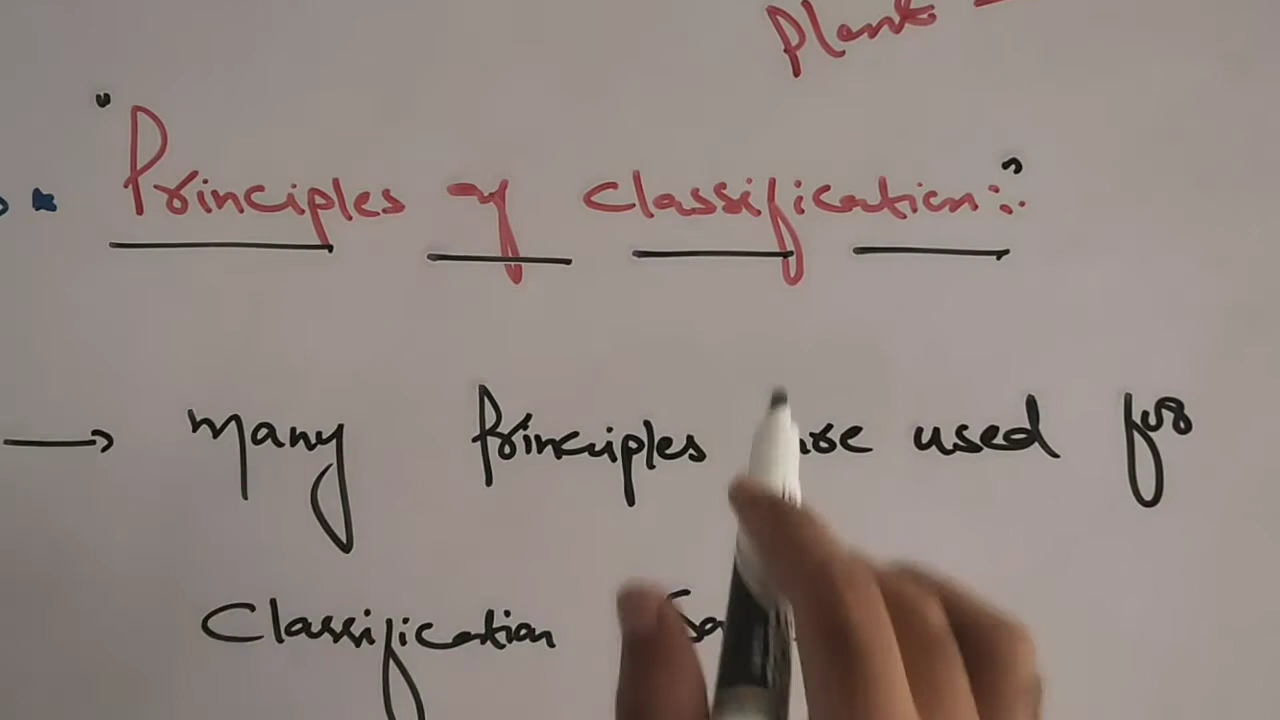 Plant
"Principles of Classification:"
→ Many Principles are used for
Classification